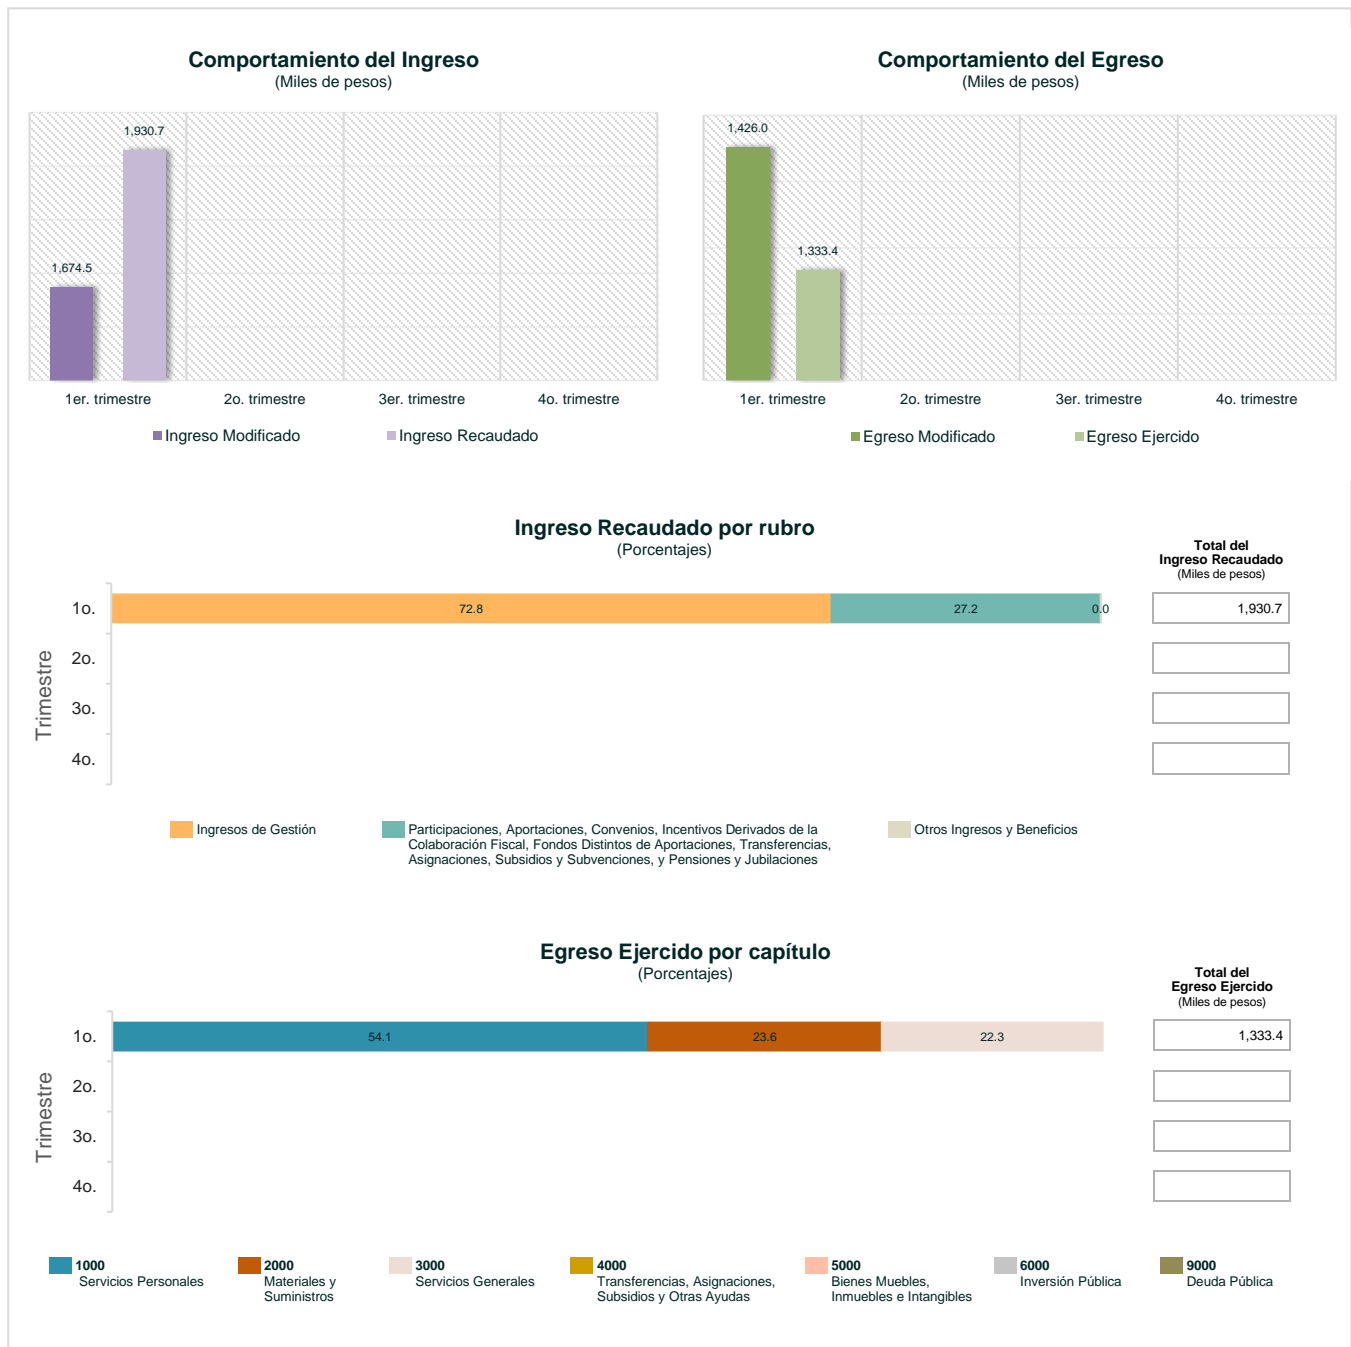 Comportamiento del Ingreso
(Miles de pesos)
1,930.7
1,674.5
1er. trimestre
2o. trimestre
3er. trimestre
4o. trimestre
Ingreso Modificado
Ingreso Recaudado
Comportamiento del Egreso
(Miles de pesos)
1,426.0
1,333.4
1er. trimestre
2o. trimestre
3er. trimestre
4o. trimestre
Egreso Modificado
Egreso Ejercido
Ingreso Recaudado por rubro
(Porcentajes)
Total del
Ingreso Recaudado
(Miles de pesos)
Trimestre
1o.
72.8
27.2
0.0
1,930.7
2o.
3o.
4o.
Ingresos de Gestión
Participaciones, Aportaciones, Convenios, Incentivos Derivados de la
Colaboración Fiscal, Fondos Distintos de Aportaciones, Transferencias,
Asignaciones, Subsidios y Subvenciones, y Pensiones y Jubilaciones
Otros Ingresos y Beneficios
Egreso Ejercido por capítulo
(Porcentajes)
Total del
Egreso Ejercido
(Miles de pesos)
Trimestre
1o.
54.1
23.6
22.3
1,333.4
2o.
3o.
4o.
1000
Servicios Personales
2000
Materiales y
Suministros
3000
Servicios Generales
4000
Transferencias, Asignaciones,
Subsidios y Otras Ayudas
5000
Bienes Muebles,
Inmuebles e Intangibles
6000
Inversión Pública
9000
Deuda Pública